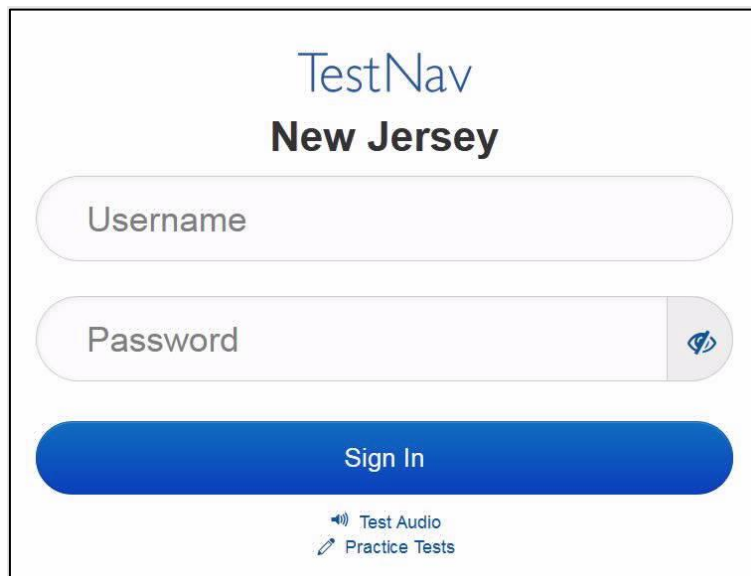 TestNav
New Jersey
Username
Password
Sign In
Test Audio
Practice Tests